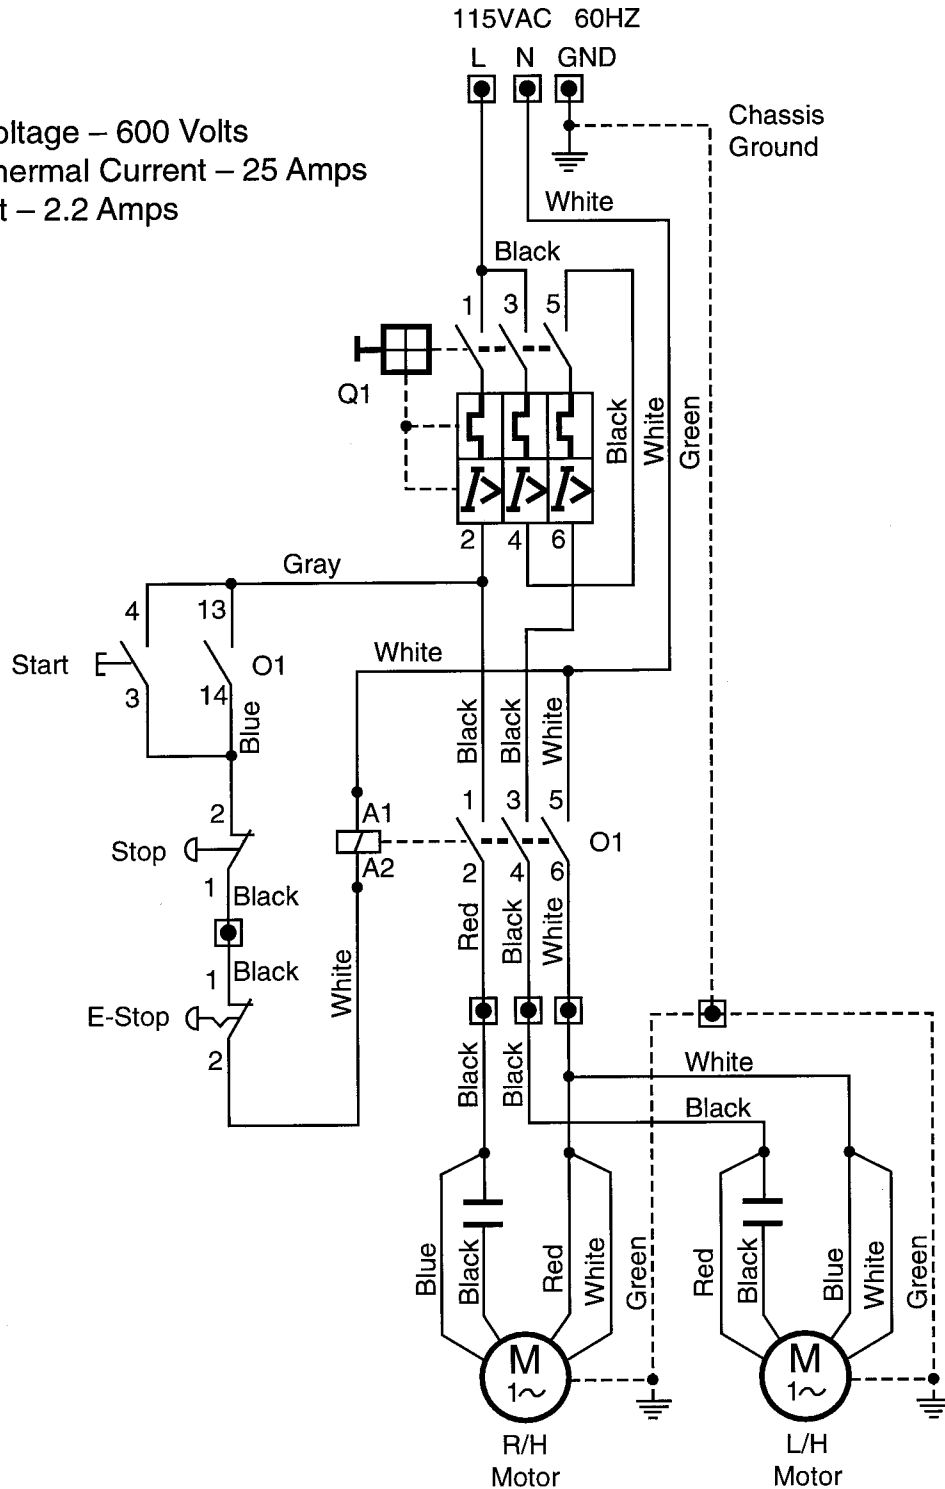 115VAC 60HZ
L N GND
Chassis
Ground
oltage – 600 Volts
hermal Current – 25 Amps
t – 2.2 Amps
White
Black
1 3 5
Q1
Black
White
Green
2 4 6
Gray
4 13
Start
O1
3 14
Blue
White
Black
Black
White
2
A1
1 3 5
Stop
O1
A2
2 4 6
1
Black
Red
Black
White
1
Black
White
E-Stop
2
Black
Black
White
Black
Blue
Black
Red
White
Green
Red
Black
Blue
White
Green
M
1~
M
1~
R/H
Motor
L/H
Motor